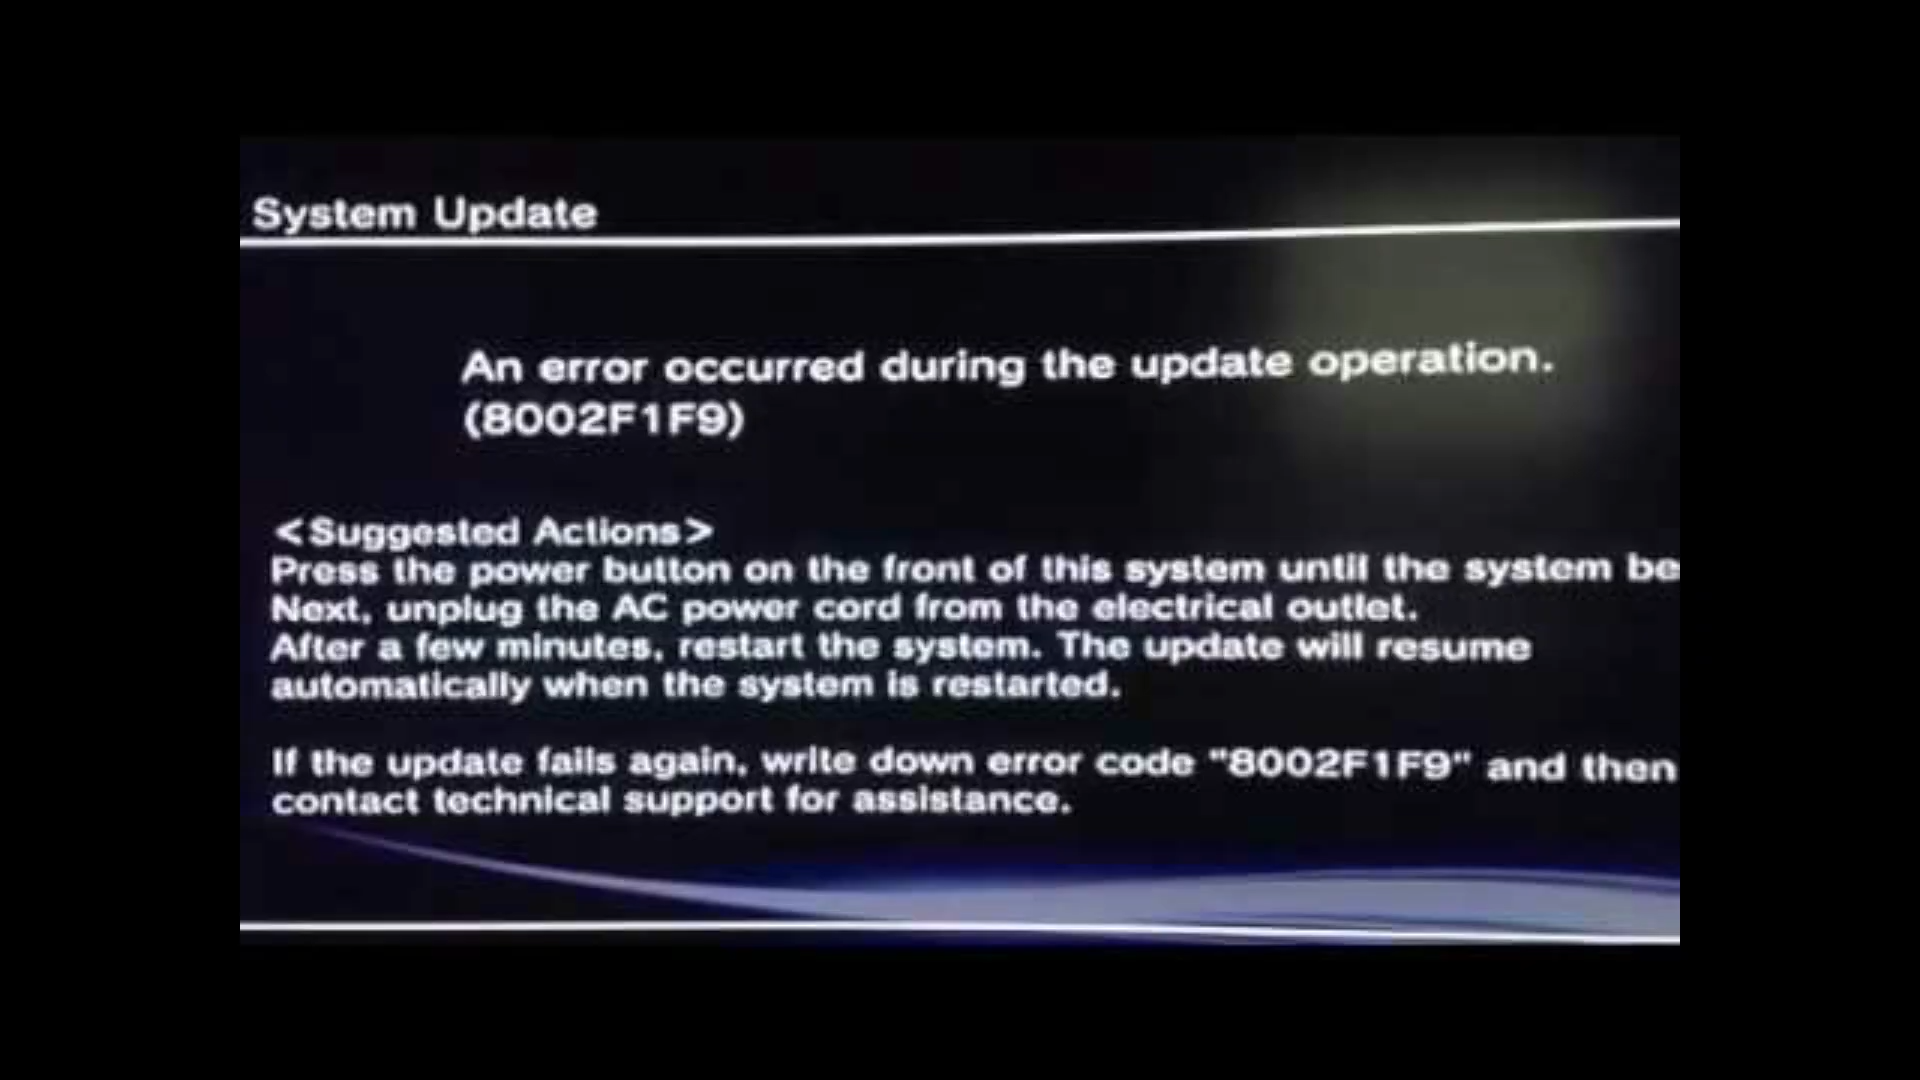 System Update
An error occurred during the update operation.
(8002F1F9)
<Suggested Actions>
Press the power button on the front of this system until the system be
Next, unplug the AC power cord from the electrical outlet.
After a few minutes, restart the system. The update will resume
automatically when the system is restarted.
If the update fails again, write down error code "8002F1F9" and then
contact technical support for assistance.